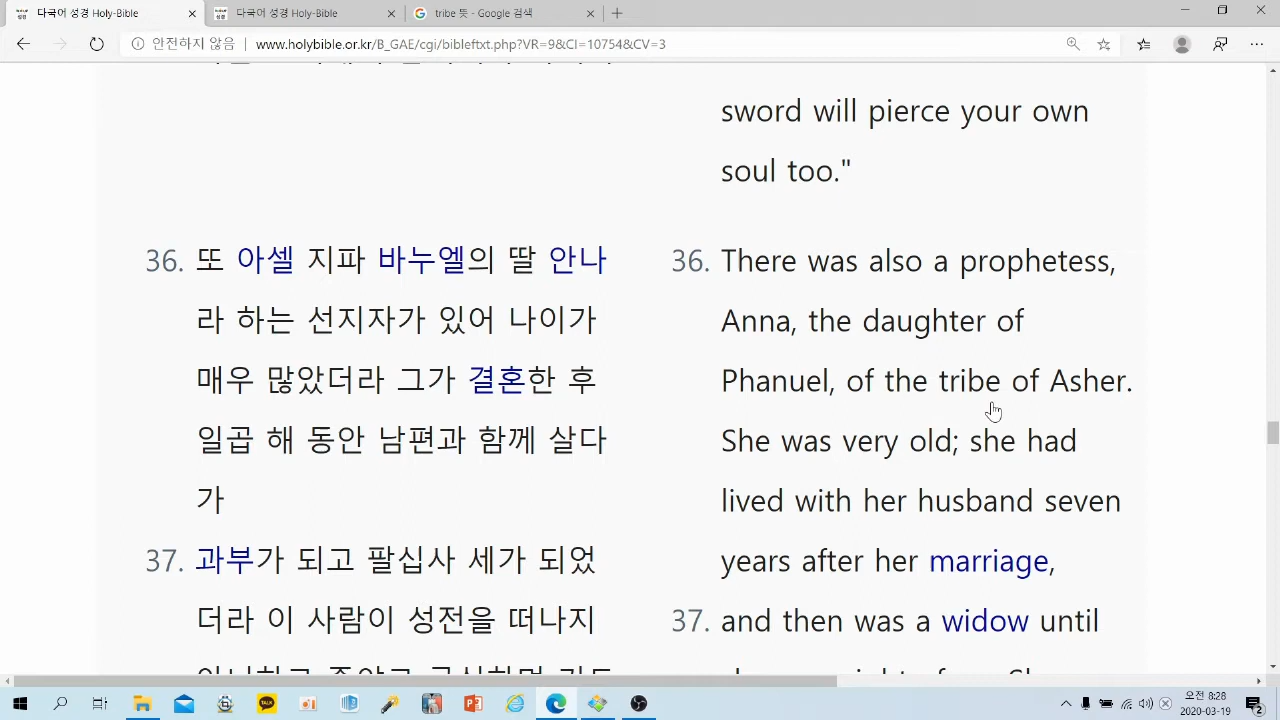 다국어 성경 Holy-Bible
다국어 성경 Holy-Bible
tribe 뜻 - Google 검색
안전하지 않음
www.holybible.or.kr/B_GAE/cgi/bibleftxt.php?VR=9&CI=10754&CV=3
sword will pierce your own
soul too."
36. 또 아셀 지파 바누엘의 딸 안나
라 하는 선지자가 있어 나이가
매우 많았더라 그가 결혼한 후
일곱 해 동안 남편과 함께 살다
가
37. 과부가 되고 팔십사 세가 되었
더라 이 사람이 성전을 떠나지
36. There was also a prophetess,
Anna, the daughter of
Phanuel, of the tribe of Asher.
She was very old; she had
lived with her husband seven
years after her marriage,
37. and then was a widow until
오전 8:28
2020-03-19